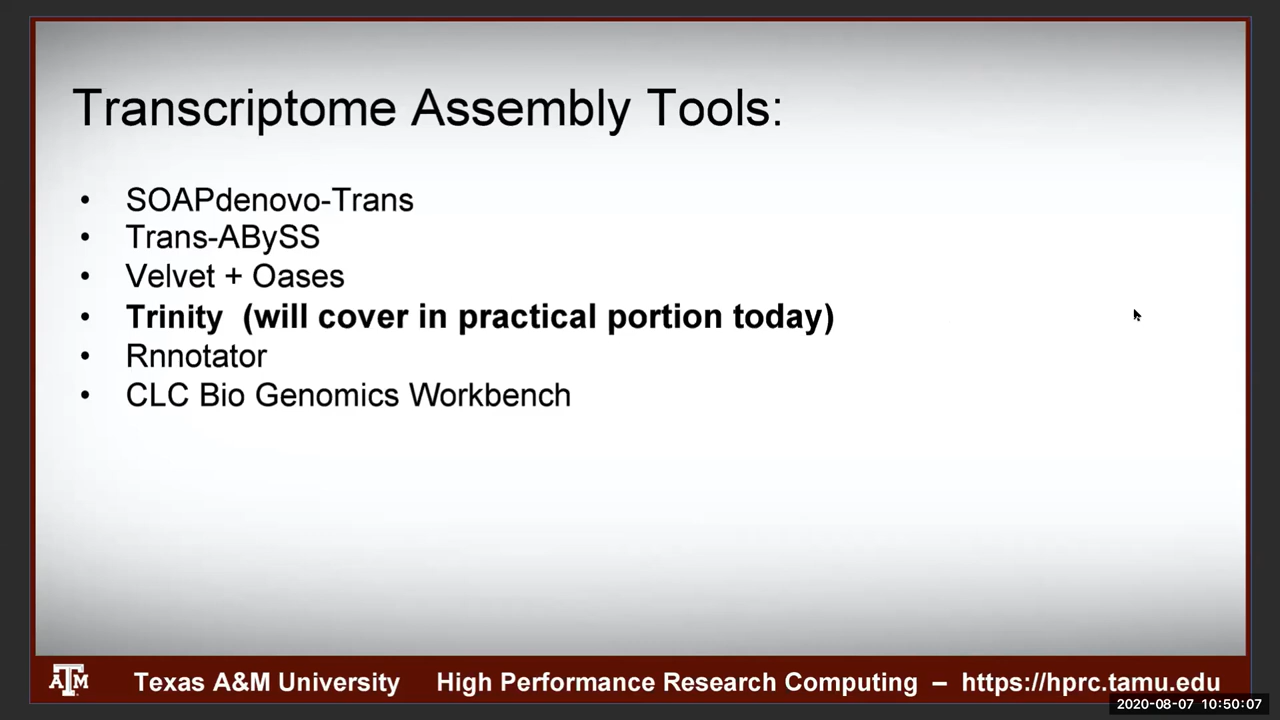 Transcriptome Assembly Tools:
• SOAPdenovo-Trans
• Trans-ABySS
• Velvet + Oases
• Trinity (will cover in practical portion today)
• Rnnotator
• CLC Bio Genomics Workbench
ATM Texas A&M University High Performance Research Computing – https://hprc.tamu.edu
2020-08-07 10:50:07